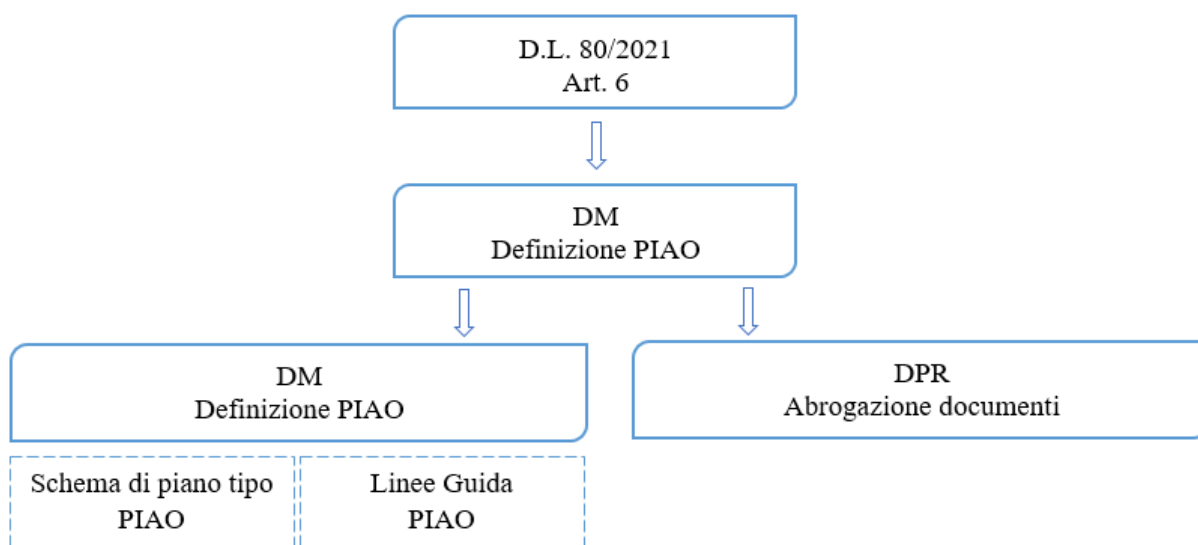 D.L. 80/2021
Art. 6
DM
Definizione PIAO
DM
Definizione PIAO
DPR
Abrogazione documenti
Schema di piano tipo
PIAO
Linee Guida
PIAO